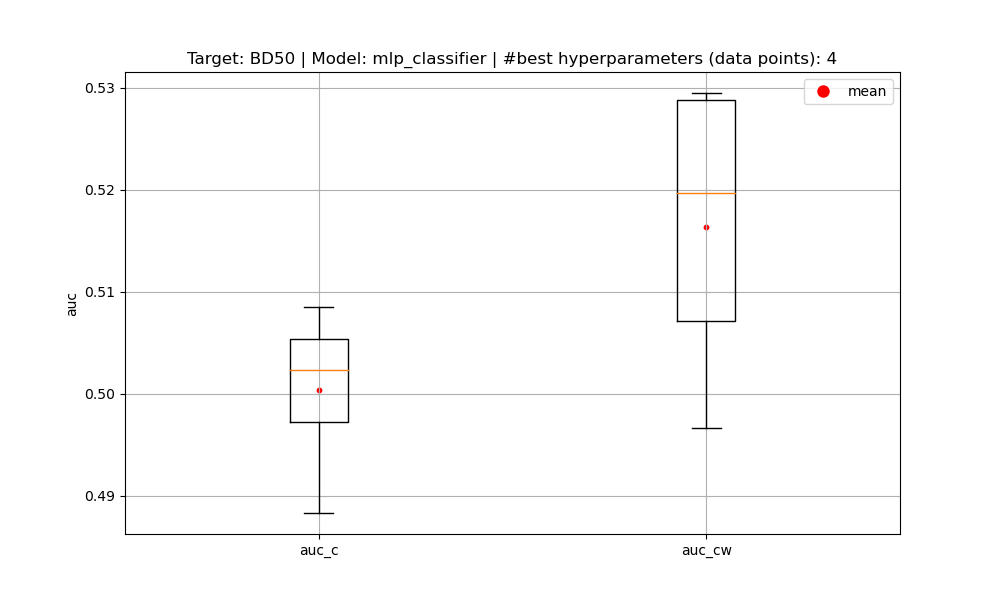 Target: BD50 | Model: mlp_classifier | #best hyperparameters (data points): 4
mean
0.53
0.52
0.51
0.50
0.49
auc
auc_c
auc_cw